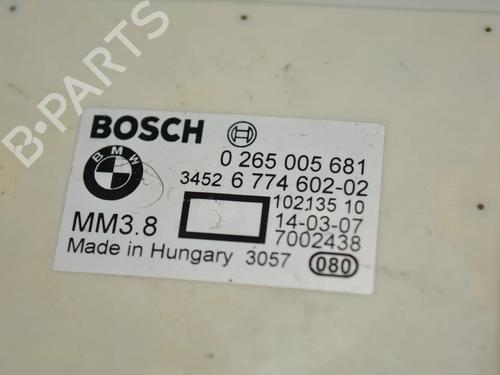 B-PARTS
BOSCH
0 265 005 681
BMW
3452 6 774 602-02
102135 10
MM3.8
14-03-07
7002438
Made in Hungary 3057 080